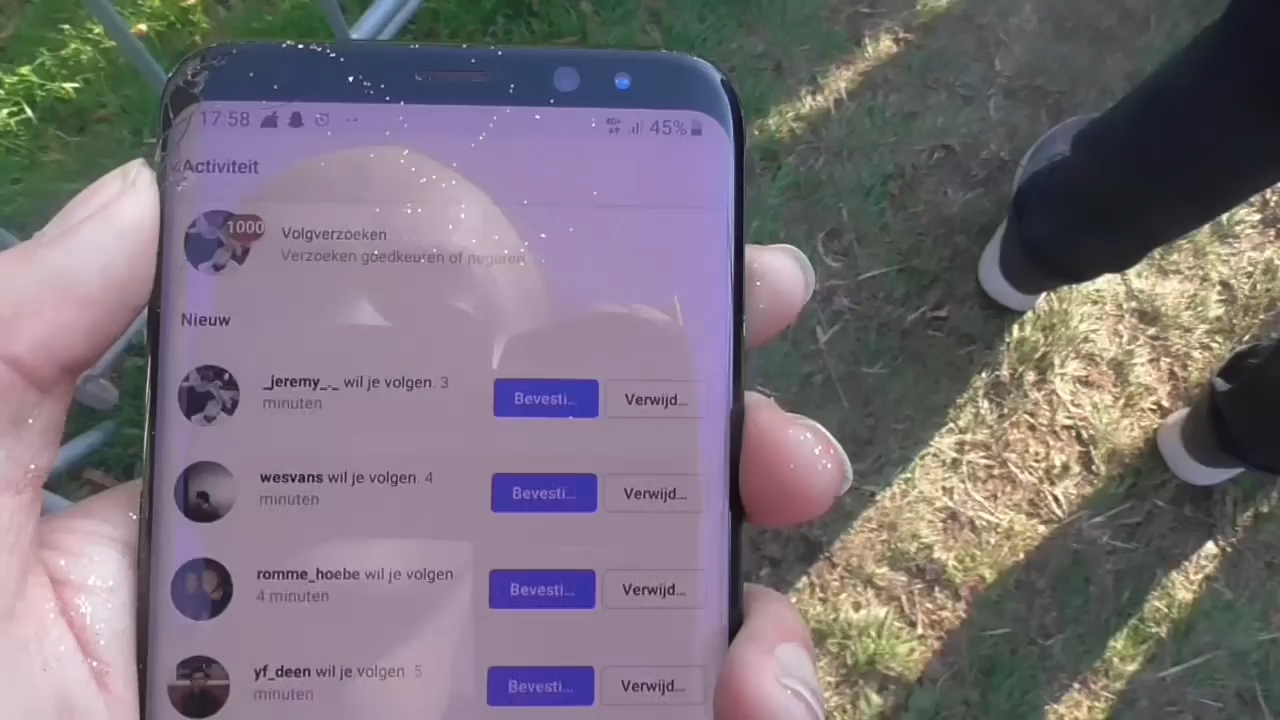 17:58
45%
Activiteit
1000
Volgverzoeken
Verzoeken goedkeuren of negeren
Nieuw
_jeremy_._ wil je volgen. 3
minuten
Bevesti...
Verwijd...
wesvans wil je volgen. 4
minuten
Bevesti...
Verwijd...
romme_hoebe wil je volgen
4 minuten
Bevesti...
Verwijd...
yf_deen wil je volgen. 5
minuten
Bevesti...
Verwijd...